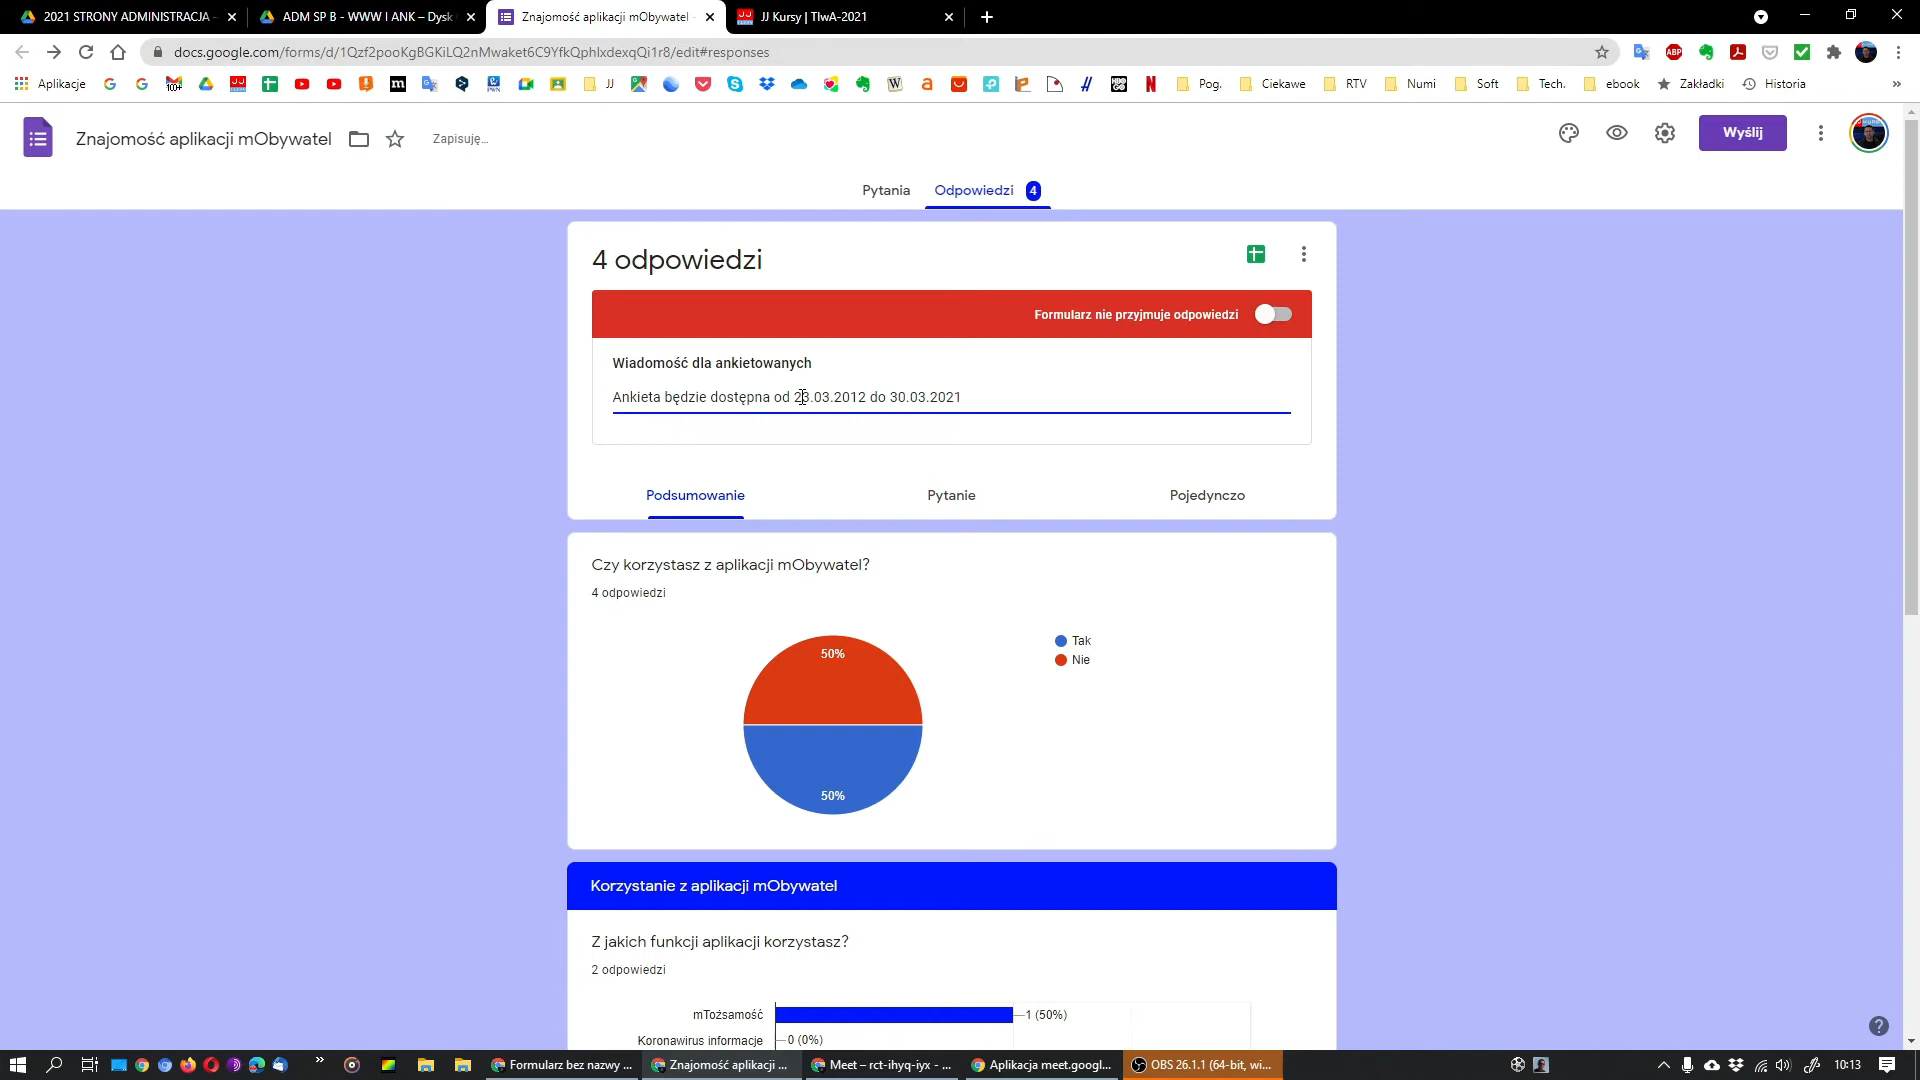 2021 STRONY ADMINISTRACJA -
ADM SP B - WWW I ANK – Dysk
Znajomość aplikacji mObywatel -
JJ Kursy | TIwA-2021
docs.google.com/forms/d/1Qzf2pooKgBGKiLQ2nMwaket6C9YfkQphlxdexqQi1r8/edit#responses
Aplikacje
JJ
Pog.
Ciekawe
RTV
Numi
Soft
Tech.
ebook
Zakładki
Historia
Znajomość aplikacji mObywatel
Zapisuję...
Wyślij
Pytania
Odpowiedzi
4
4 odpowiedzi
Formularz nie przyjmuje odpowiedzi
Wiadomość dla ankietowanych
Ankieta będzie dostępna od 23.03.2012 do 30.03.2021
Podsumowanie
Pytanie
Pojedynczo
Czy korzystasz z aplikacji mObywatel?
4 odpowiedzi
50%
50%
Tak
Nie
Korzystanie z aplikacji mObywatel
Z jakich funkcji aplikacji korzystasz?
2 odpowiedzi
mTożsamość
1 (50%)
Koronawirus informacje
0 (0%)
Formularz bez nazwy ...
Znajomość aplikacji ...
Meet – rct-ihyq-iyx - ...
Aplikacja meet.googl...
OBS 26.1.1 (64-bit, wi...
10:13